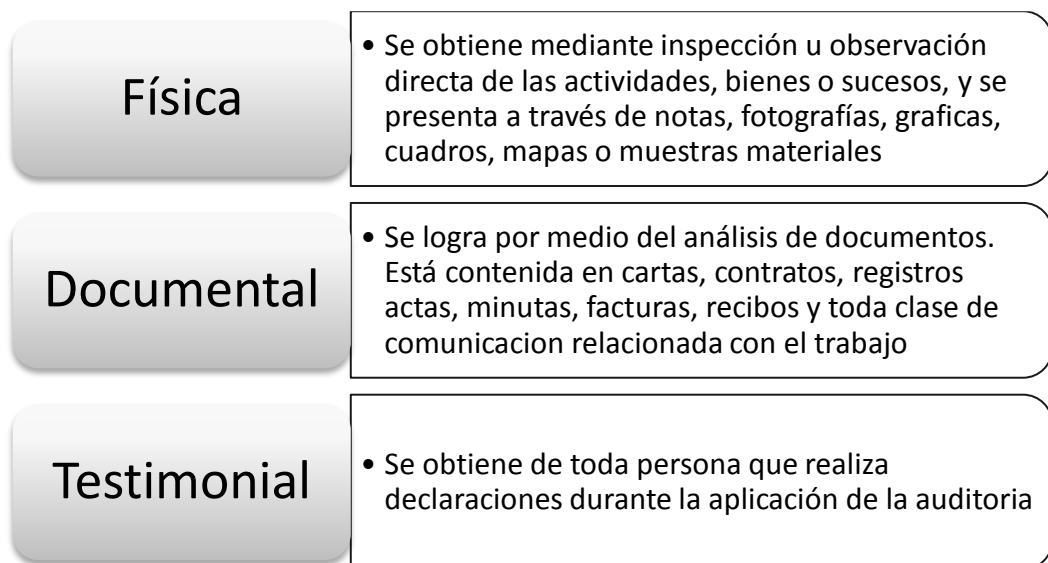 Física
• Se obtiene mediante inspección u observación
directa de las actividades, bienes o sucesos, y se
presenta a través de notas, fotografías, graficas,
cuadros, mapas o muestras materiales
Documental
• Se logra por medio del análisis de documentos.
Está contenida en cartas, contratos, registros
actas, minutas, facturas, recibos y toda clase de
comunicacion relacionada con el trabajo
Testimonial
• Se obtiene de toda persona que realiza
declaraciones durante la aplicación de la auditoria